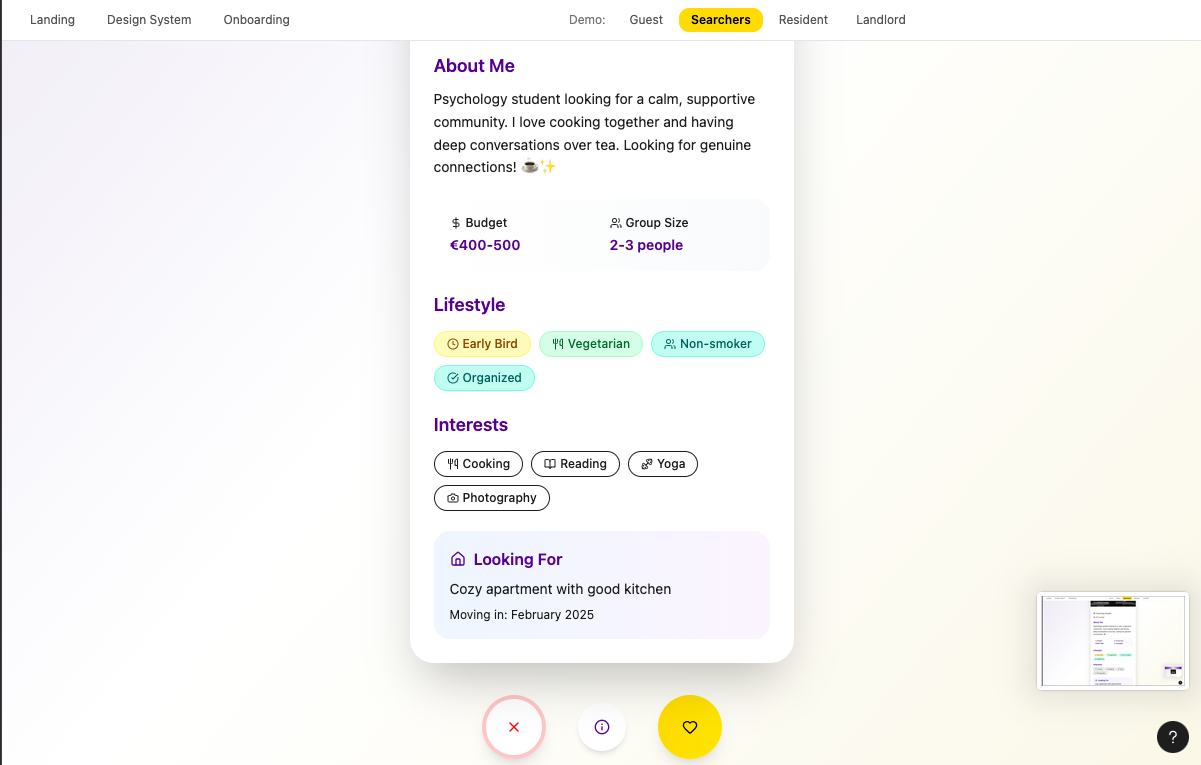 Landing Design System Onboarding Demo: Guest Searchers Resident Landlord
About Me
Psychology student looking for a calm, supportive
community. I love cooking together and having
deep conversations over tea. Looking for genuine
connections! ☕✨
Budget Group Size
€400-500 2-3 people
Lifestyle
Early Bird Vegetarian Non-smoker
Organized
Interests
Cooking Reading Yoga
Photography
Looking For
Cozy apartment with good kitchen
Moving in: February 2025
?